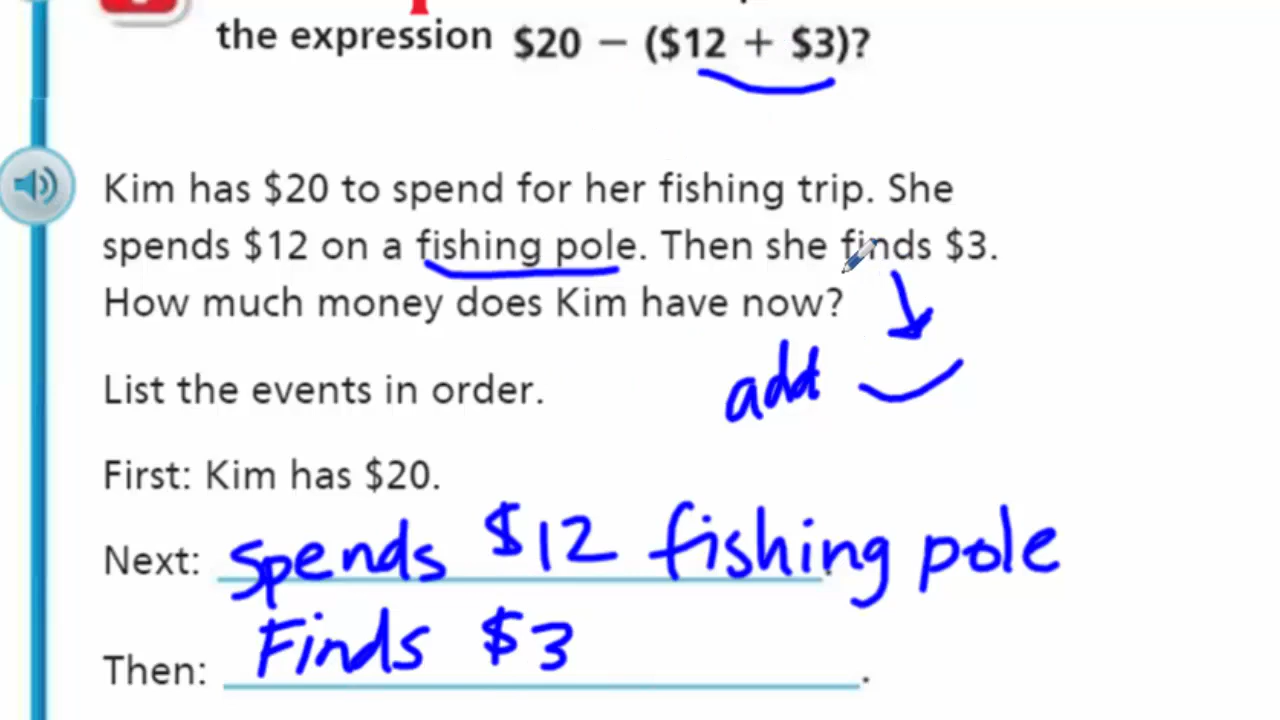 the expression $20 − ($12 + $3)?
Kim has $20 to spend for her fishing trip. She
spends $12 on a fishing pole. Then she finds $3.
How much money does Kim have now?
add
List the events in order.
First: Kim has $20.
Next: spends $12 fishing pole.
Then: Finds $3.